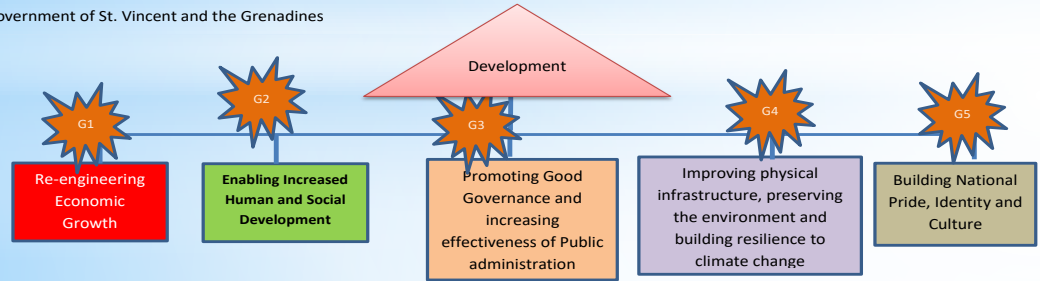 overnment of St. Vincent and the Grenadines
Development
G1
G2
G3
G4
G5
Re-engineering
Economic
Growth
Enabling Increased
Human and Social
Development
Promoting Good
Governance and
increasing
effectiveness of Public
administration
Improving physical
infrastructure, preserving
the environment and
building resilience to
climate change
Building National
Pride, Identity and
Culture